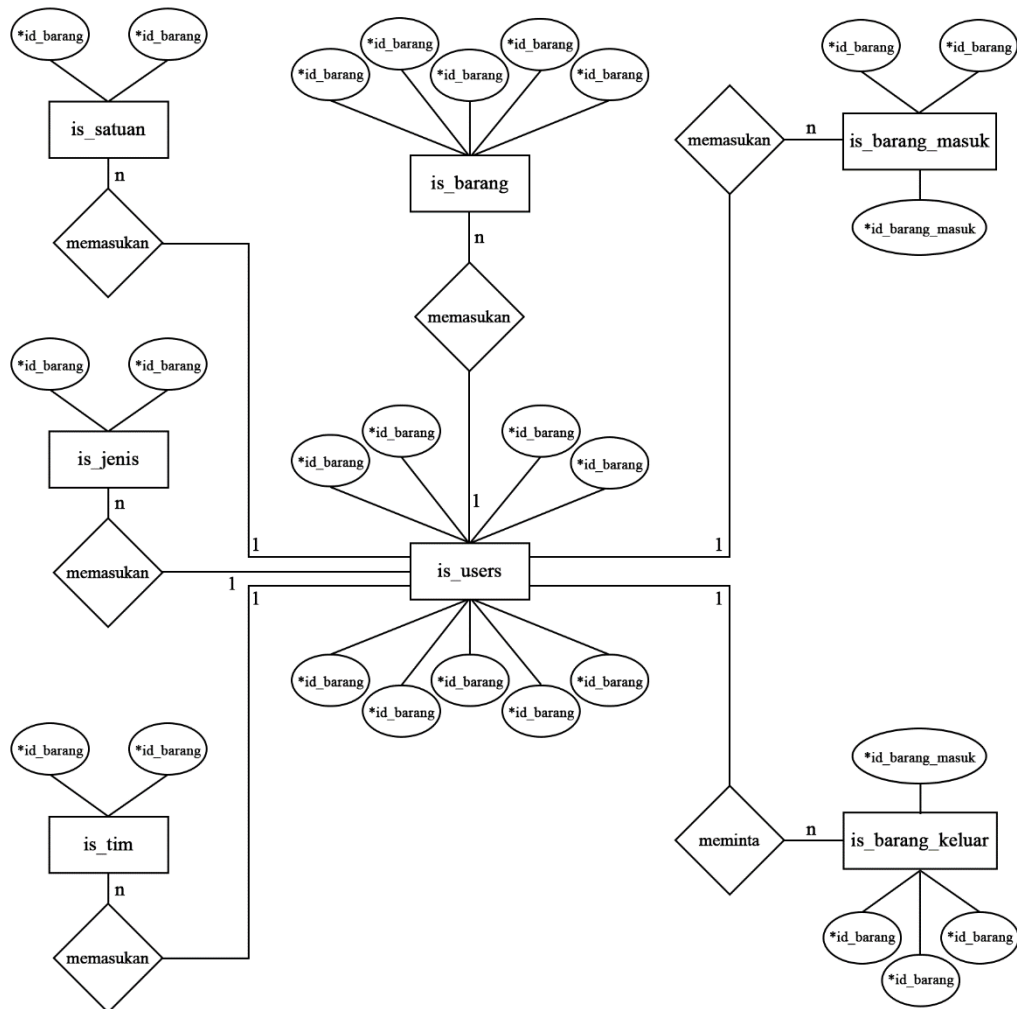 *id_barang
*id_barang
is_satuan
n
memasukan
1
*id_barang
*id_barang
*id_barang
*id_barang
*id_barang
is_barang
n
memasukan
1
*id_barang
*id_barang
memasukan
n
is_barang_masuk
*id_barang_masuk
1
*id_barang
*id_barang
is_jenis
n
memasukan
1
*id_barang
*id_barang
*id_barang
*id_barang
is_users
*id_barang
*id_barang
*id_barang
*id_barang
*id_barang
1
1
*id_barang
*id_barang
is_tim
n
memasukan
*id_barang_masuk
meminta
n
is_barang_keluar
*id_barang
*id_barang
*id_barang